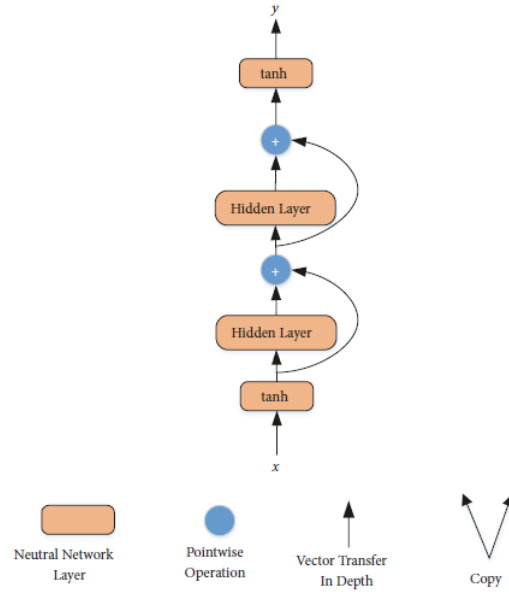 y
tanh
+
Hidden Layer
+
Hidden Layer
tanh
x
Neutral Network
Layer
Pointwise
Operation
Vector Transfer
In Depth
Copy